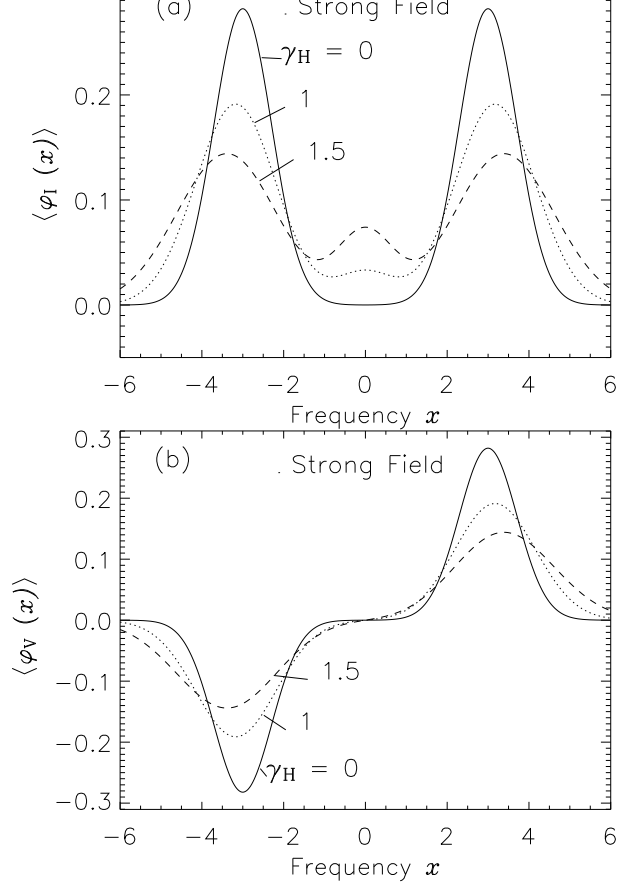 (a) . Strong Field
γH = 0
1
1.5
0.2
0.1
0.0
⟨φI (x)⟩
−6 −4 −2 0 2 4 6
Frequency x
(b) . Strong Field
0.3
0.2
0.1
0.0
−0.1
−0.2
−0.3
⟨φV (x)⟩
1.5
1
γH = 0
−6 −4 −2 0 2 4 6
Frequency x